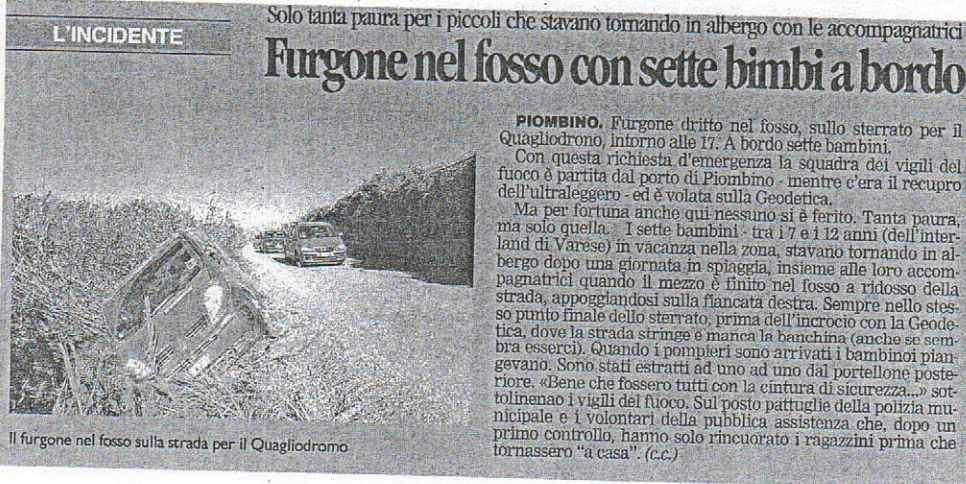 L'INCIDENTE
Solo tanta paura per i piccoli che stavano tornando in albergo con le accompagnatrici
Furgone nel fosso con sette bimbi a bordo
PIOMBINO. Furgone dritto nel fosso, sullo sterrato per il
Quagliodrono, intorno alle 17. A bordo sette bambini.
Con questa richiesta d'emergenza la squadra dei vigili del
fuoco è partita dal porto di Piombino - mentre c'era il recupro
dell'ultraleggero - ed è volata sulla Geodetica.
Ma per fortuna anche qui nessuno si è ferito. Tanta paura,
ma solo quella. I sette bambini - tra i 7 e i 12 anni (dell'inter-
land di Varese) in vacanza nella zona, stavano tornando in al-
bergo dopo una giornata in spiaggia, insieme alle loro accom-
pagnatrici quando il mezzo è finito nel fosso a ridosso della
strada, appoggiandosi sulla fiancata destra. Sempre nello stes-
so punto finale dello sterrato, prima dell'incrocio con la Geode-
tica, dove la strada stringe e manca la banchina (anche se sem-
bra esserci). Quando i pompieri sono arrivati i bambinoi pian-
gevano. Sono stati estratti ad uno ad uno dal portellone poste-
riore. «Bene che fossero tutti con la cintura di sicurezza...» sot-
tolinenao i vigili del fuoco. Sul posto pattuglie della polizia mu-
nicipale e i volontari della pubblica assistenza che, dopo un
primo controllo, hanno solo rincuorato i ragazzini prima che
tornassero "a casa". (c.c.)
Il furgone nel fosso sulla strada per il Quagliodromo